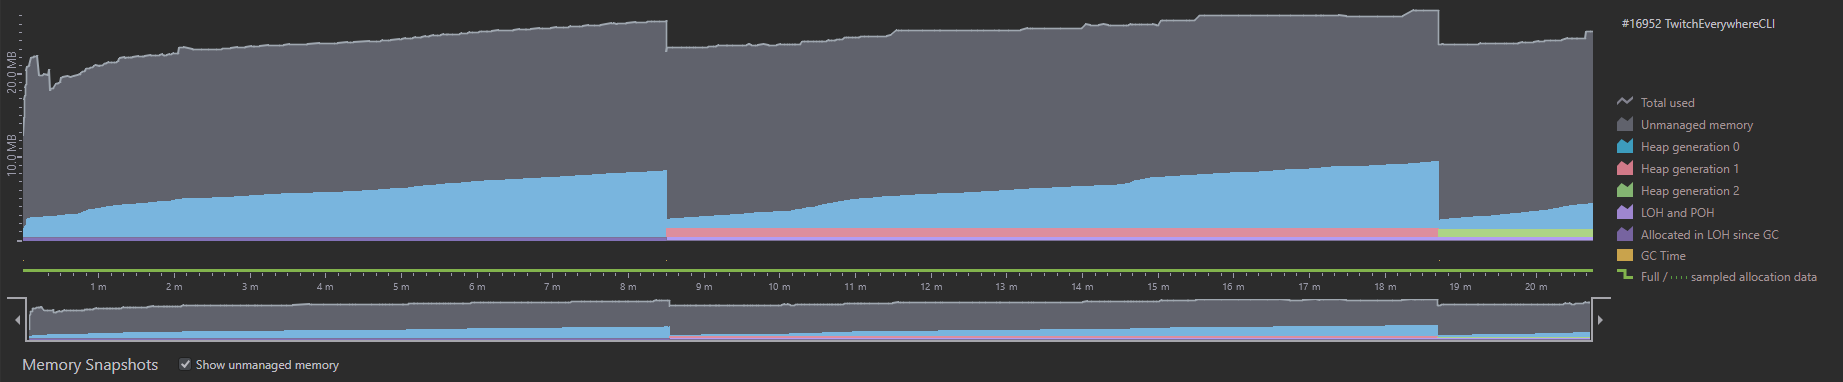 #16952 TwitchEverywhereCLI
20.0 MB
10.0 MB
Total used
Unmanaged memory
Heap generation 0
Heap generation 1
Heap generation 2
LOH and POH
Allocated in LOH since GC
GC Time
Full / ···· sampled allocation data
1 m 2 m 3 m 4 m 5 m 6 m 7 m 8 m 9 m 10 m 11 m 12 m 13 m 14 m 15 m 16 m 17 m 18 m 19 m 20 m
Memory Snapshots
Show unmanaged memory